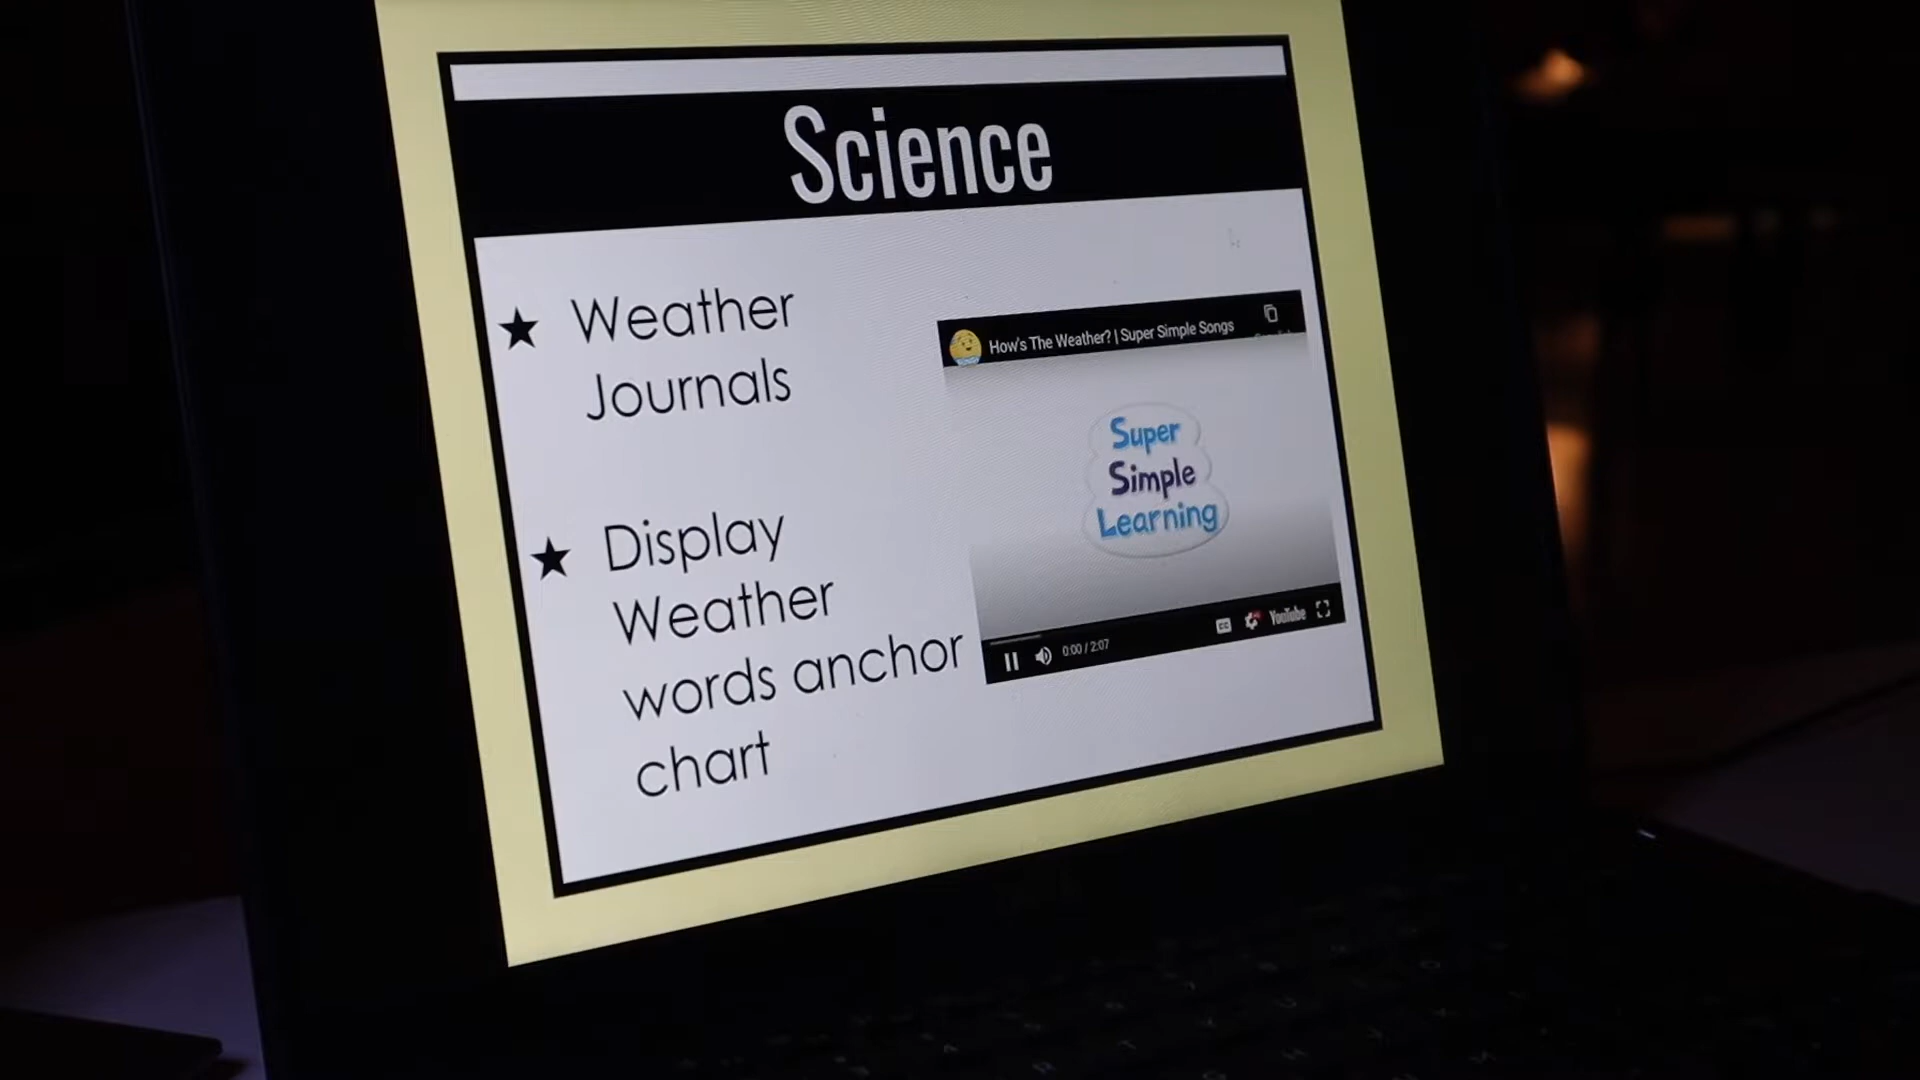 Science
★ Weather
Journals
★ Display
Weather
words anchor
chart
How's The Weather? | Super Simple Songs
Super
Simple
Learning
0:00 / 2:07
CC
YouTube